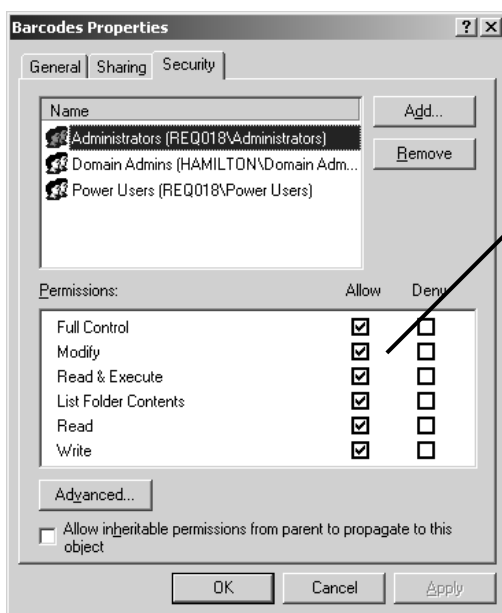 Barcodes Properties
General Sharing Security
Name
Administrators (REQ018\Administrators)
Domain Admins (HAMILTON\Domain Adm...
Power Users (REQ018\Power Users)
Add...
Remove
Permissions: Allow Deny
Full Control
Modify
Read & Execute
List Folder Contents
Read
Write
Advanced...
Allow inheritable permissions from parent to propagate to this
object
OK Cancel Apply